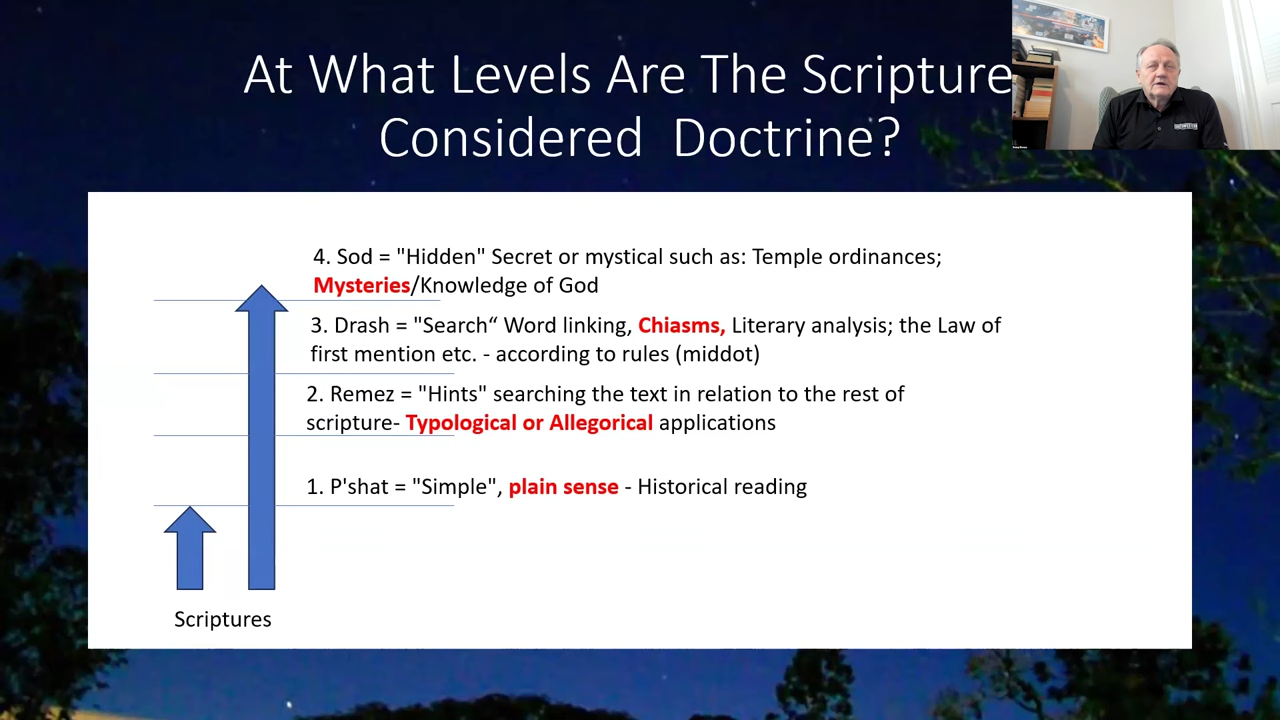 At What Levels Are The Scripture
Considered Doctrine?
4. Sod = "Hidden" Secret or mystical such as: Temple ordinances;
Mysteries/Knowledge of God
3. Drash = "Search“ Word linking, Chiasms, Literary analysis; the Law of
first mention etc. - according to rules (middot)
2. Remez = "Hints" searching the text in relation to the rest of
scripture- Typological or Allegorical applications
1. P'shat = "Simple", plain sense - Historical reading
Scriptures